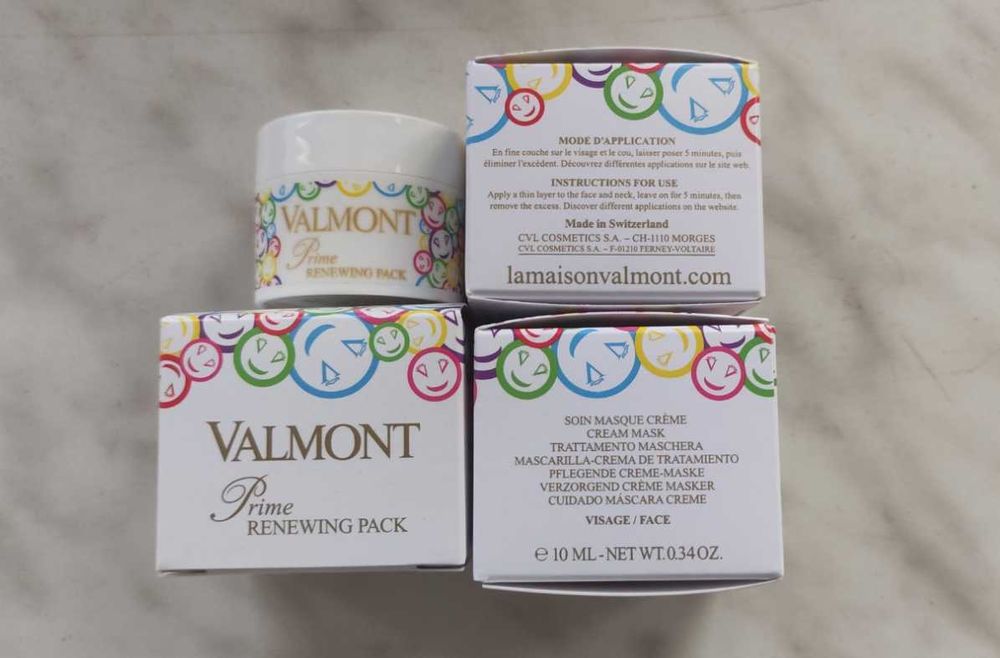 VALMONT
Prime
RENEWING PACK
MODE D'APPLICATION
En fine couche sur le visage et le cou, laisser poser 5 minutes, puis
éliminer l'excédent. Découvrez différentes applications sur le site web.
INSTRUCTIONS FOR USE
Apply a thin layer to the face and neck, leave on for 5 minutes, then
remove the excess. Discover different applications on the website.
Made in Switzerland
CVL COSMETICS S.A. – CH-1110 MORGES
CVL COSMETICS S.A. – F-01210 FERNEY-VOLTAIRE
lamaisonvalmont.com
VALMONT
Prime
RENEWING PACK
SOIN MASQUE CRÈME
CREAM MASK
TRATTAMENTO MASCHERA
MASCARILLA-CREMA DE TRATAMIENTO
PFLEGENDE CREME-MASKE
VERZORGEND CRÈME MASKER
CUIDADO MÁSCARA CREME
VISAGE / FACE
℮ 10 ML - NET WT. 0.34 OZ.